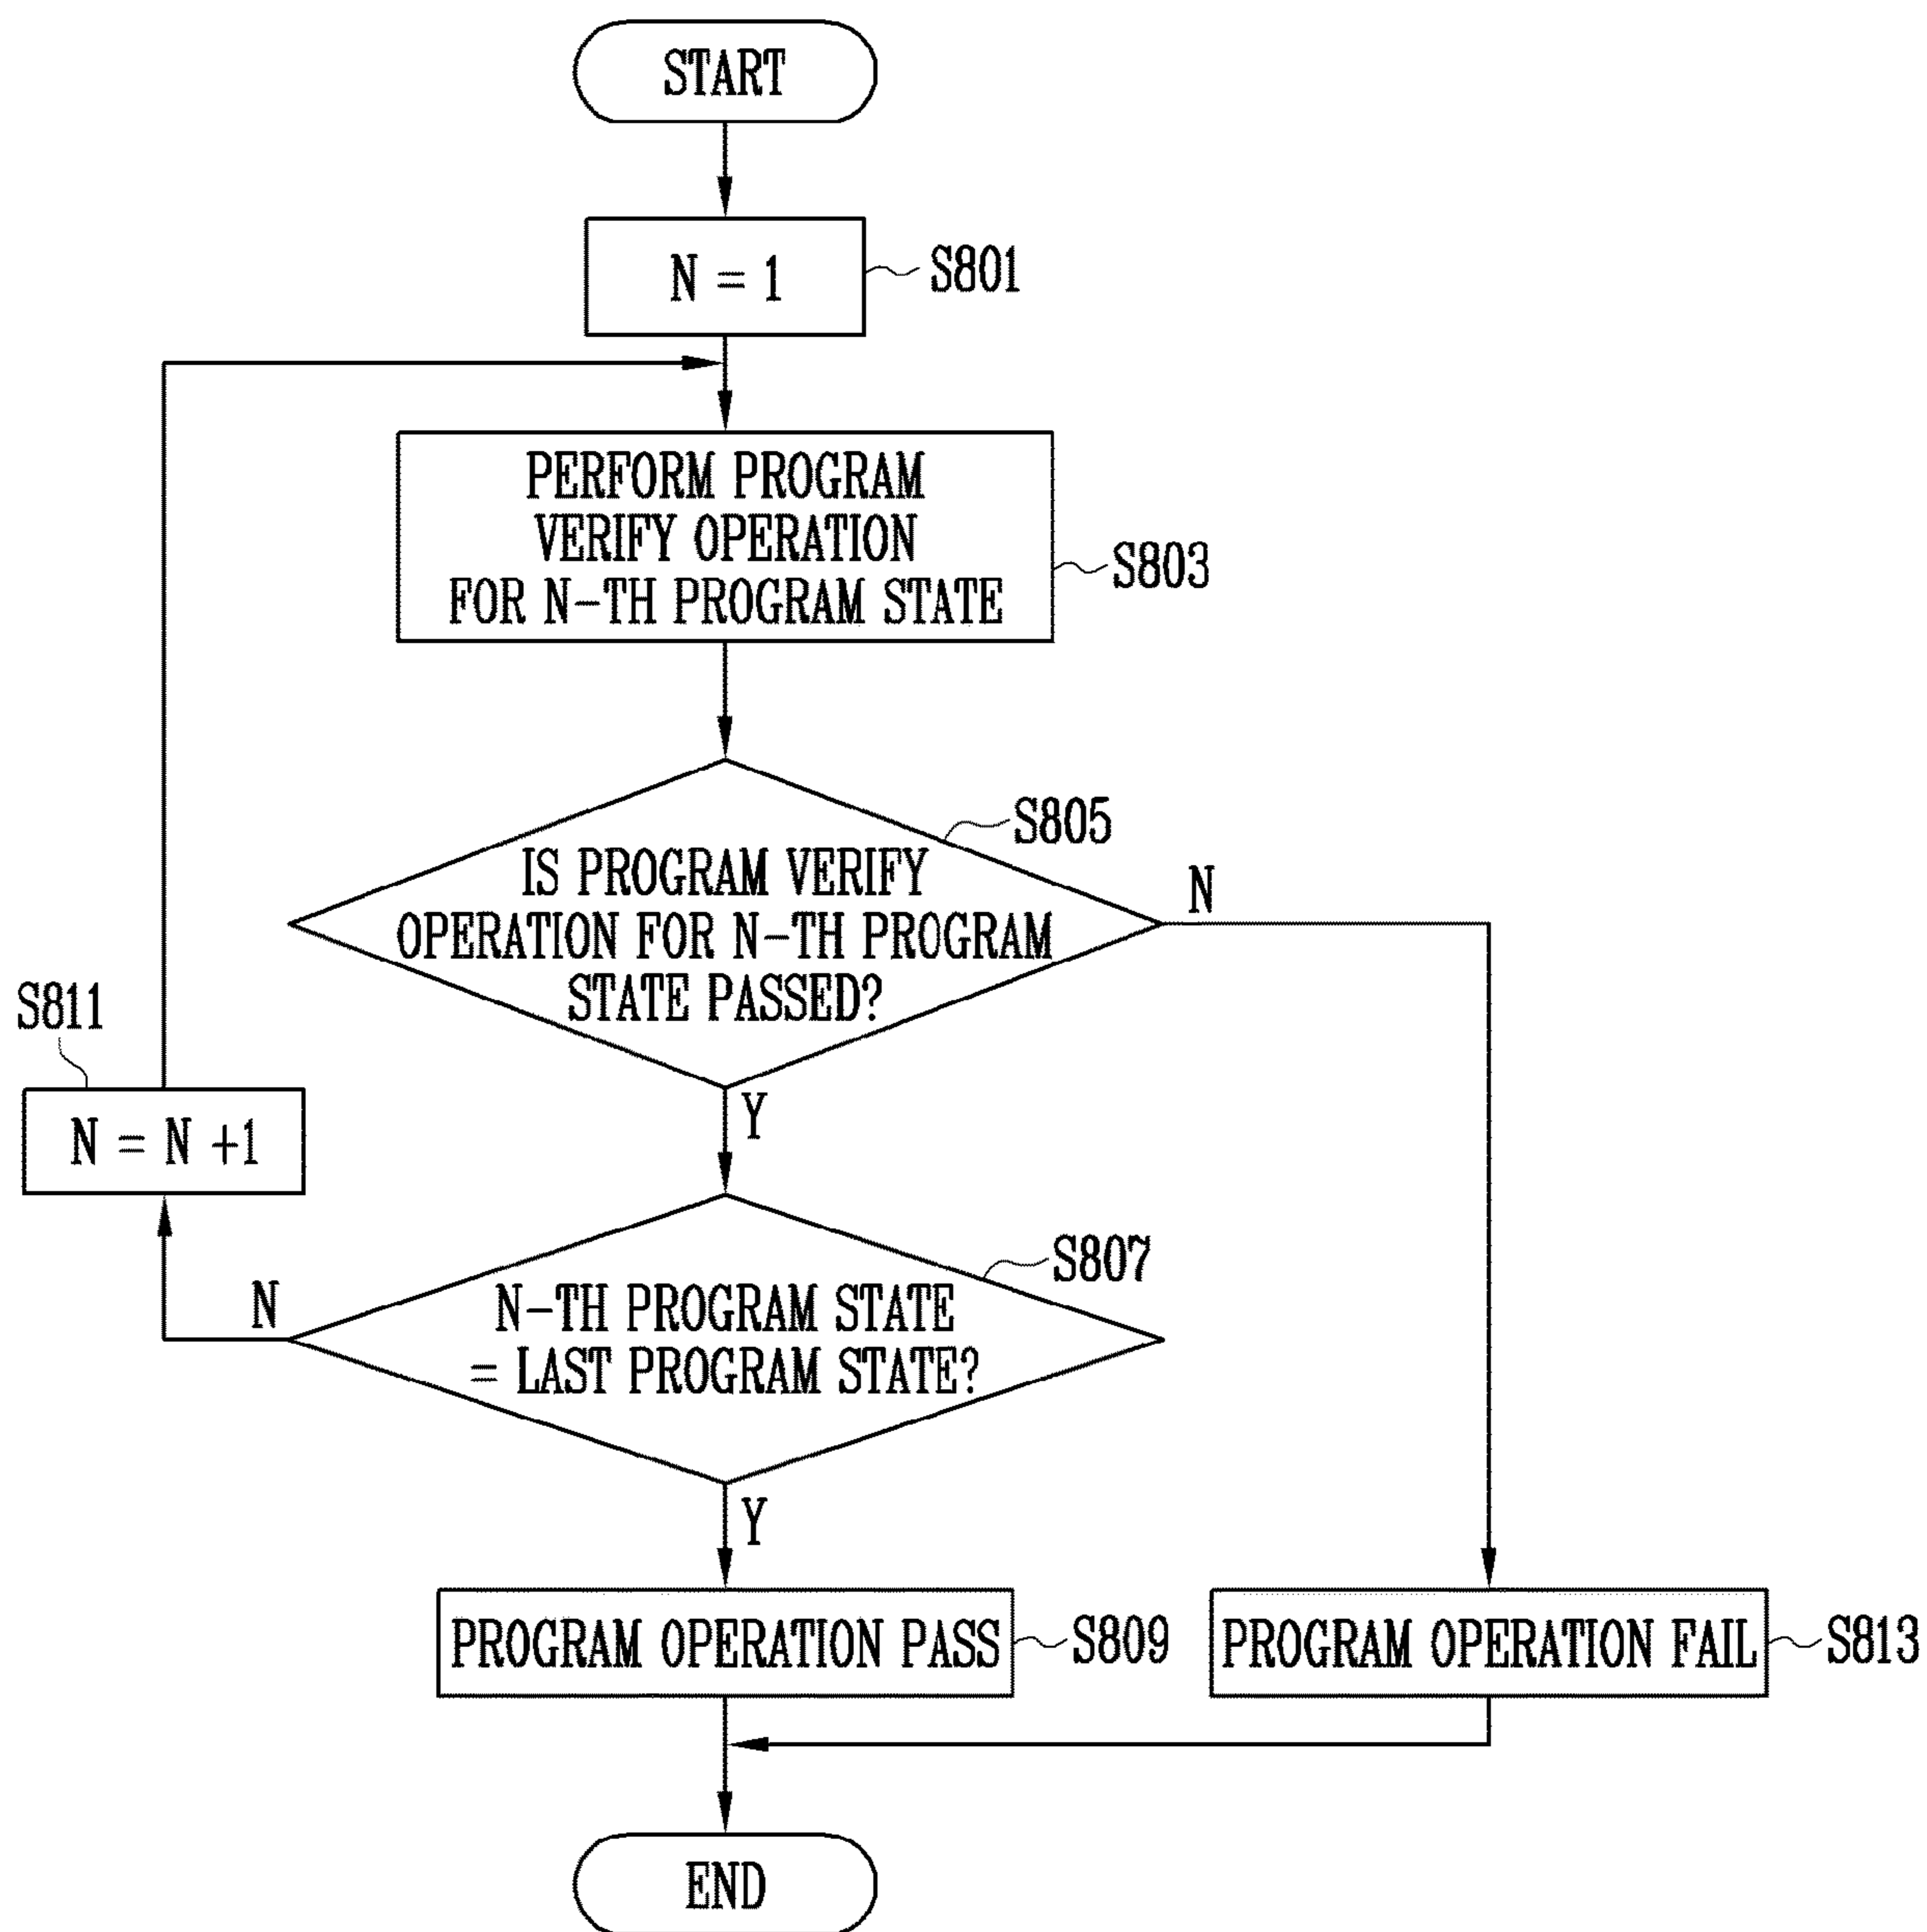 START
N = 1
S801
PERFORM PROGRAM
VERIFY OPERATION
FOR N-TH PROGRAM STATE
S803
S805
IS PROGRAM VERIFY
OPERATION FOR N-TH PROGRAM
STATE PASSED?
N
Y
S811
N = N +1
S807
N-TH PROGRAM STATE
= LAST PROGRAM STATE?
N
Y
PROGRAM OPERATION PASS
S809
PROGRAM OPERATION FAIL
S813
END